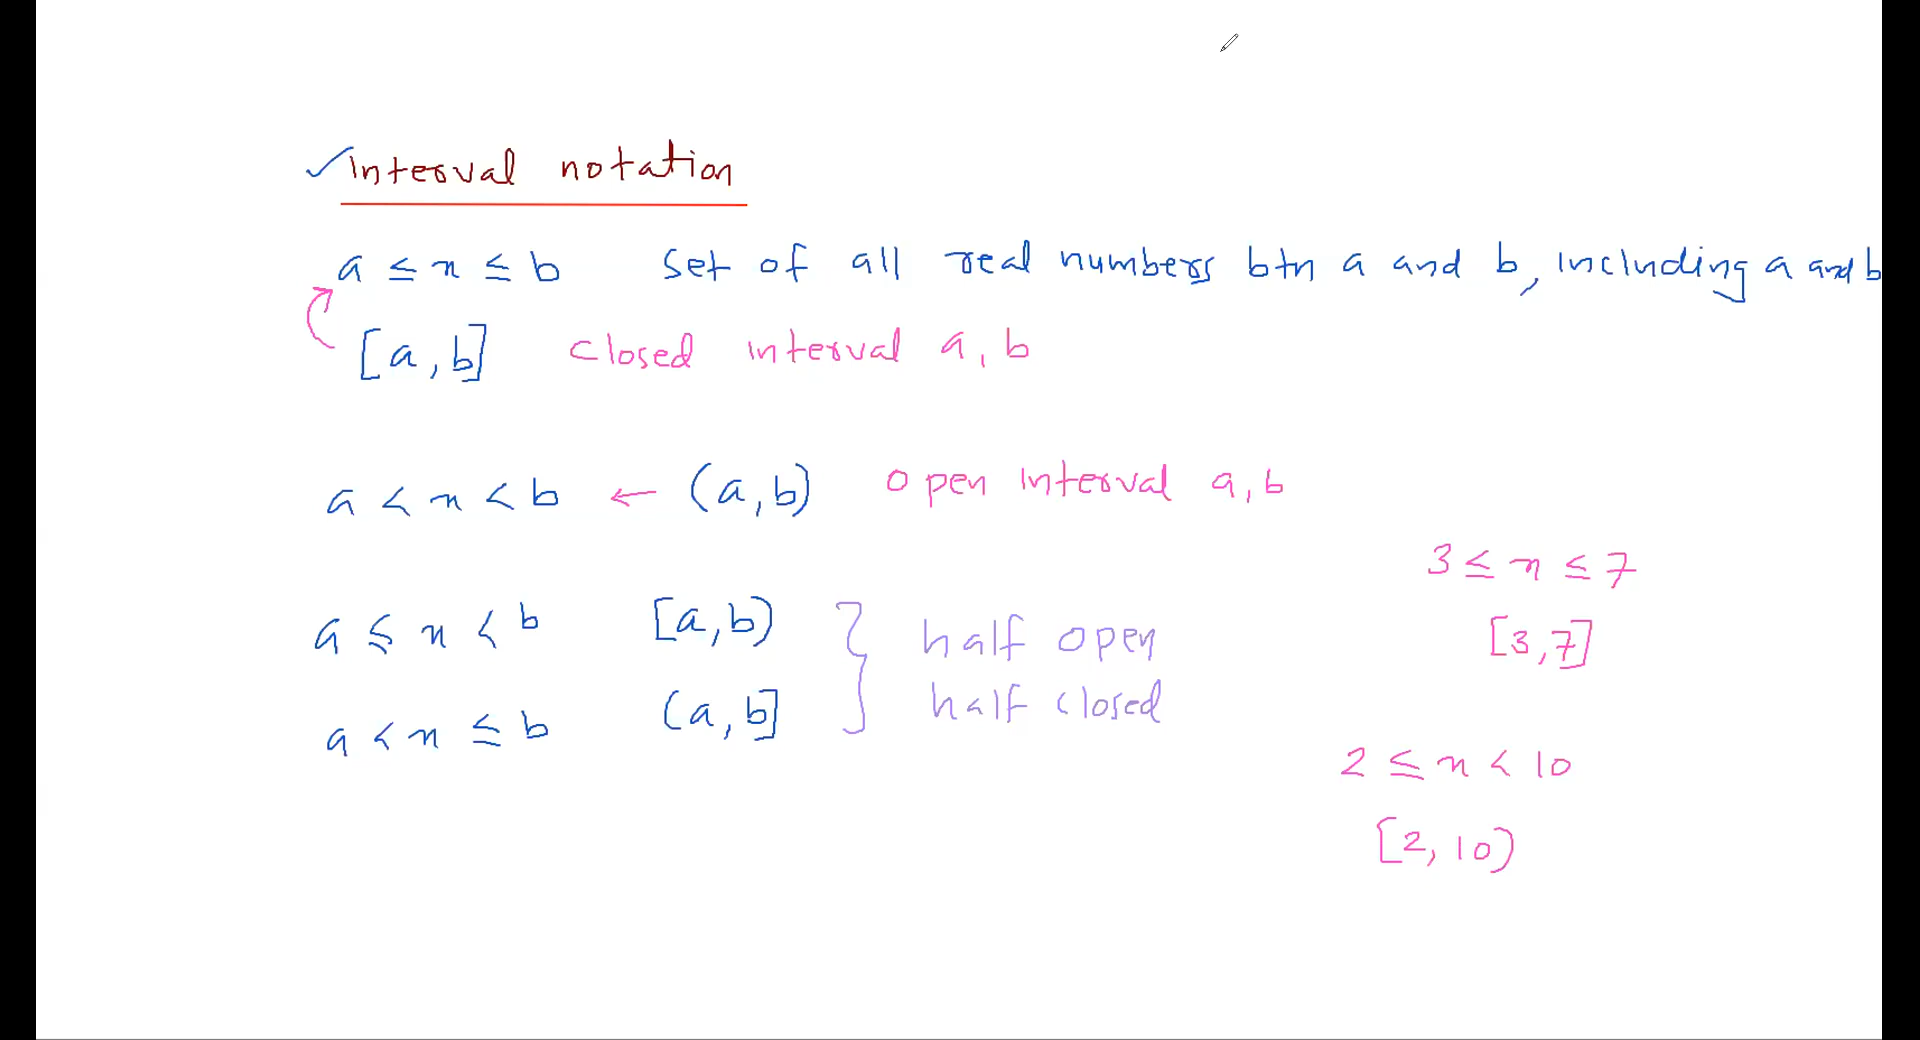 Interval notation
a ≤ x ≤ b set of all real numbers btn a and b, including a and b
[a, b] closed interval a, b
a < x < b ← (a, b) open interval a, b
3 ≤ x ≤ 7
[3, 7]
a ≤ x < b [a, b) half open
a < x ≤ b (a, b] half closed
2 ≤ x < 10
[2, 10)